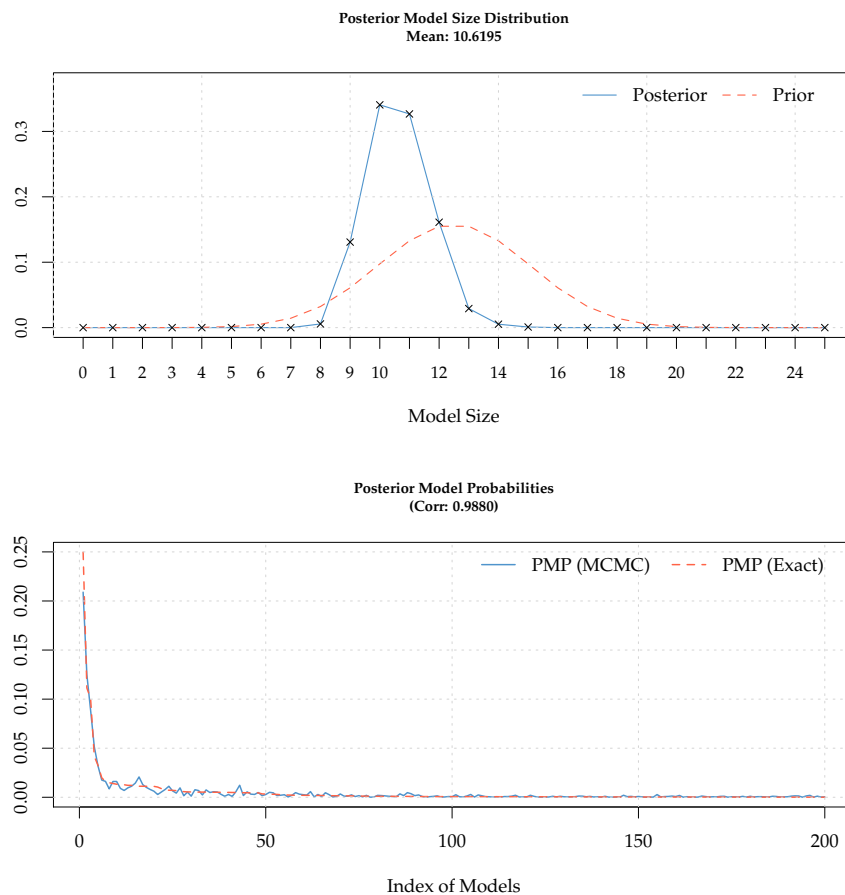 Posterior Model Size Distribution
Mean: 10.6195
Posterior Prior
0.3
0.2
0.1
0.0
0 1 2 3 4 5 6 7 8 9 10 12 14 16 18 20 22 24
Model Size
Posterior Model Probabilities
(Corr: 0.9880)
PMP (MCMC) PMP (Exact)
0.25
0.20
0.15
0.10
0.05
0.00
0 50 100 150 200
Index of Models